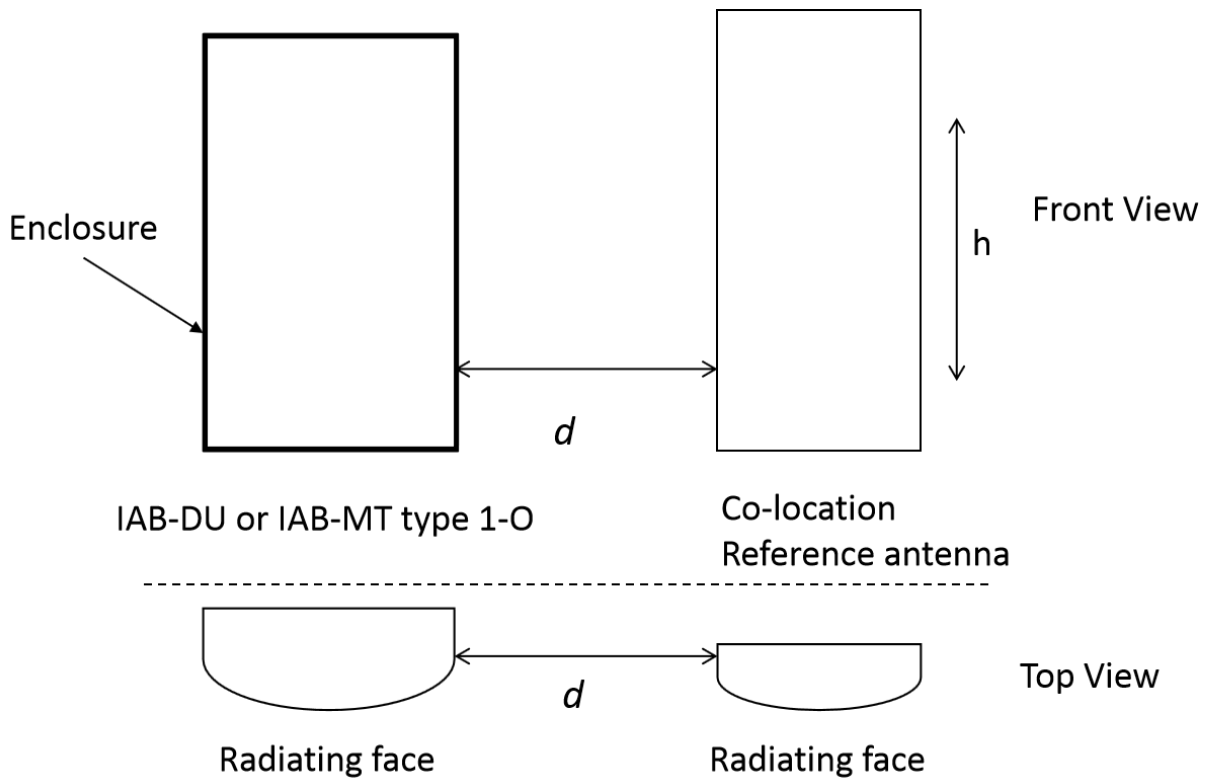 Front View
Enclosure
h
d
IAB-DU or IAB-MT type 1-O
Co-location
Reference antenna
Top View
d
Radiating face
Radiating face